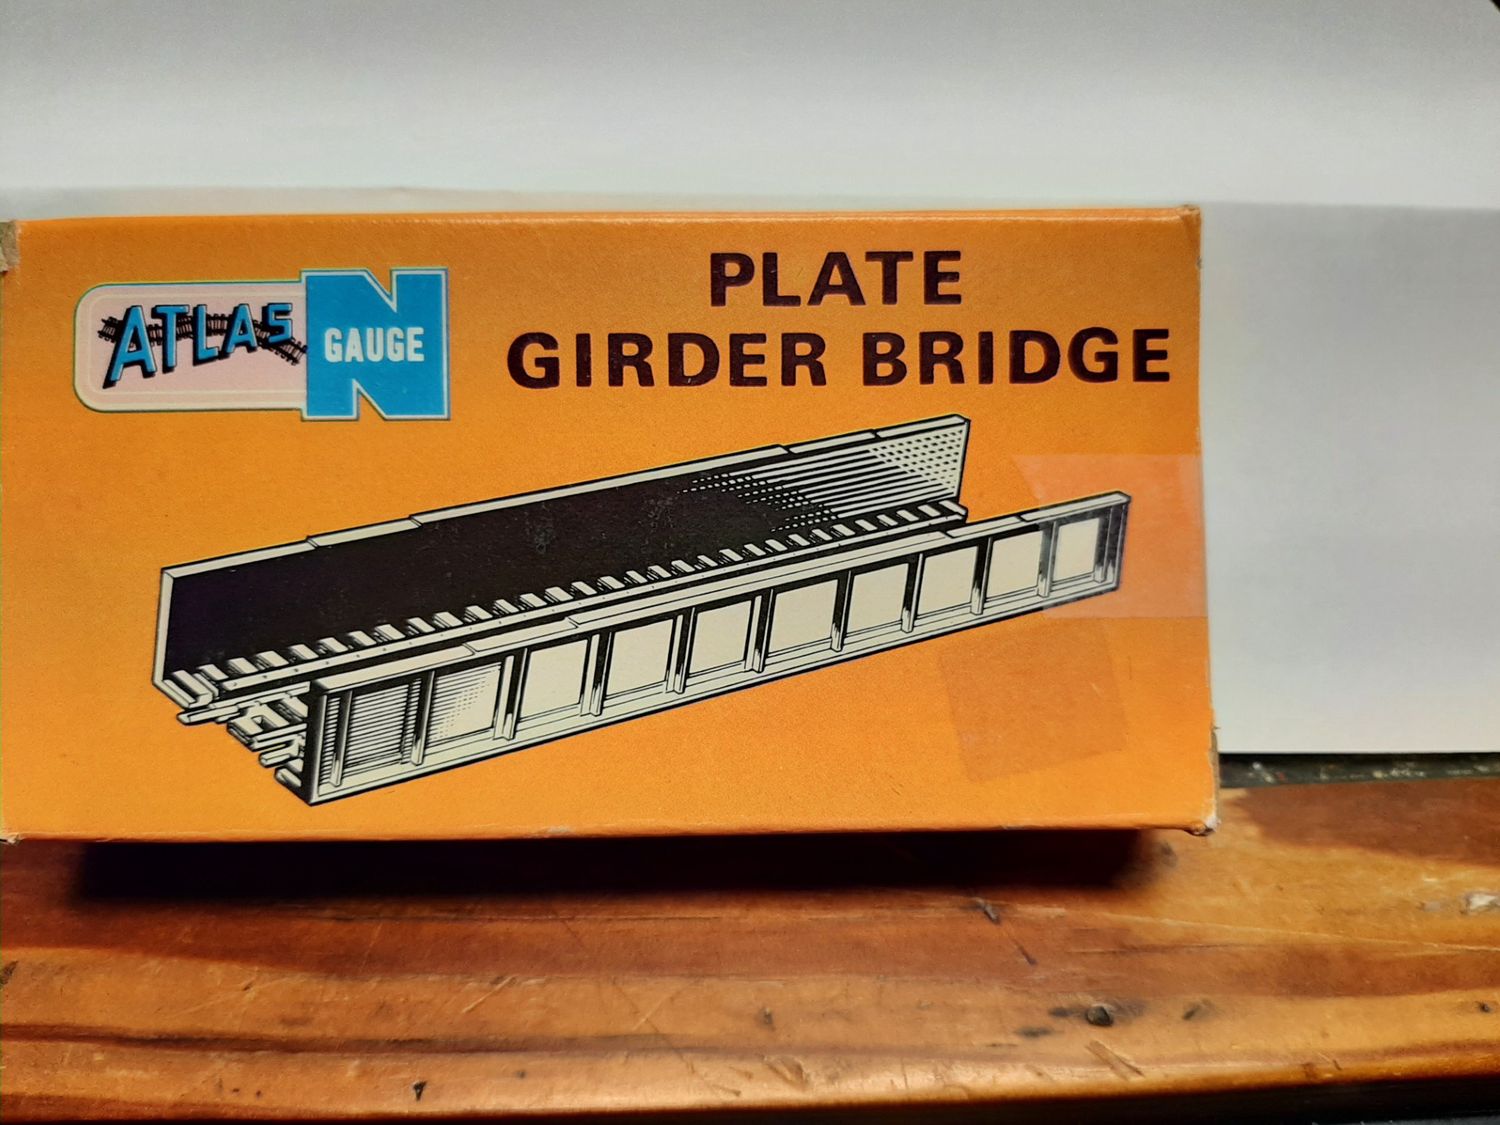 ATLAS
N
GAUGE
PLATE
GIRDER BRIDGE